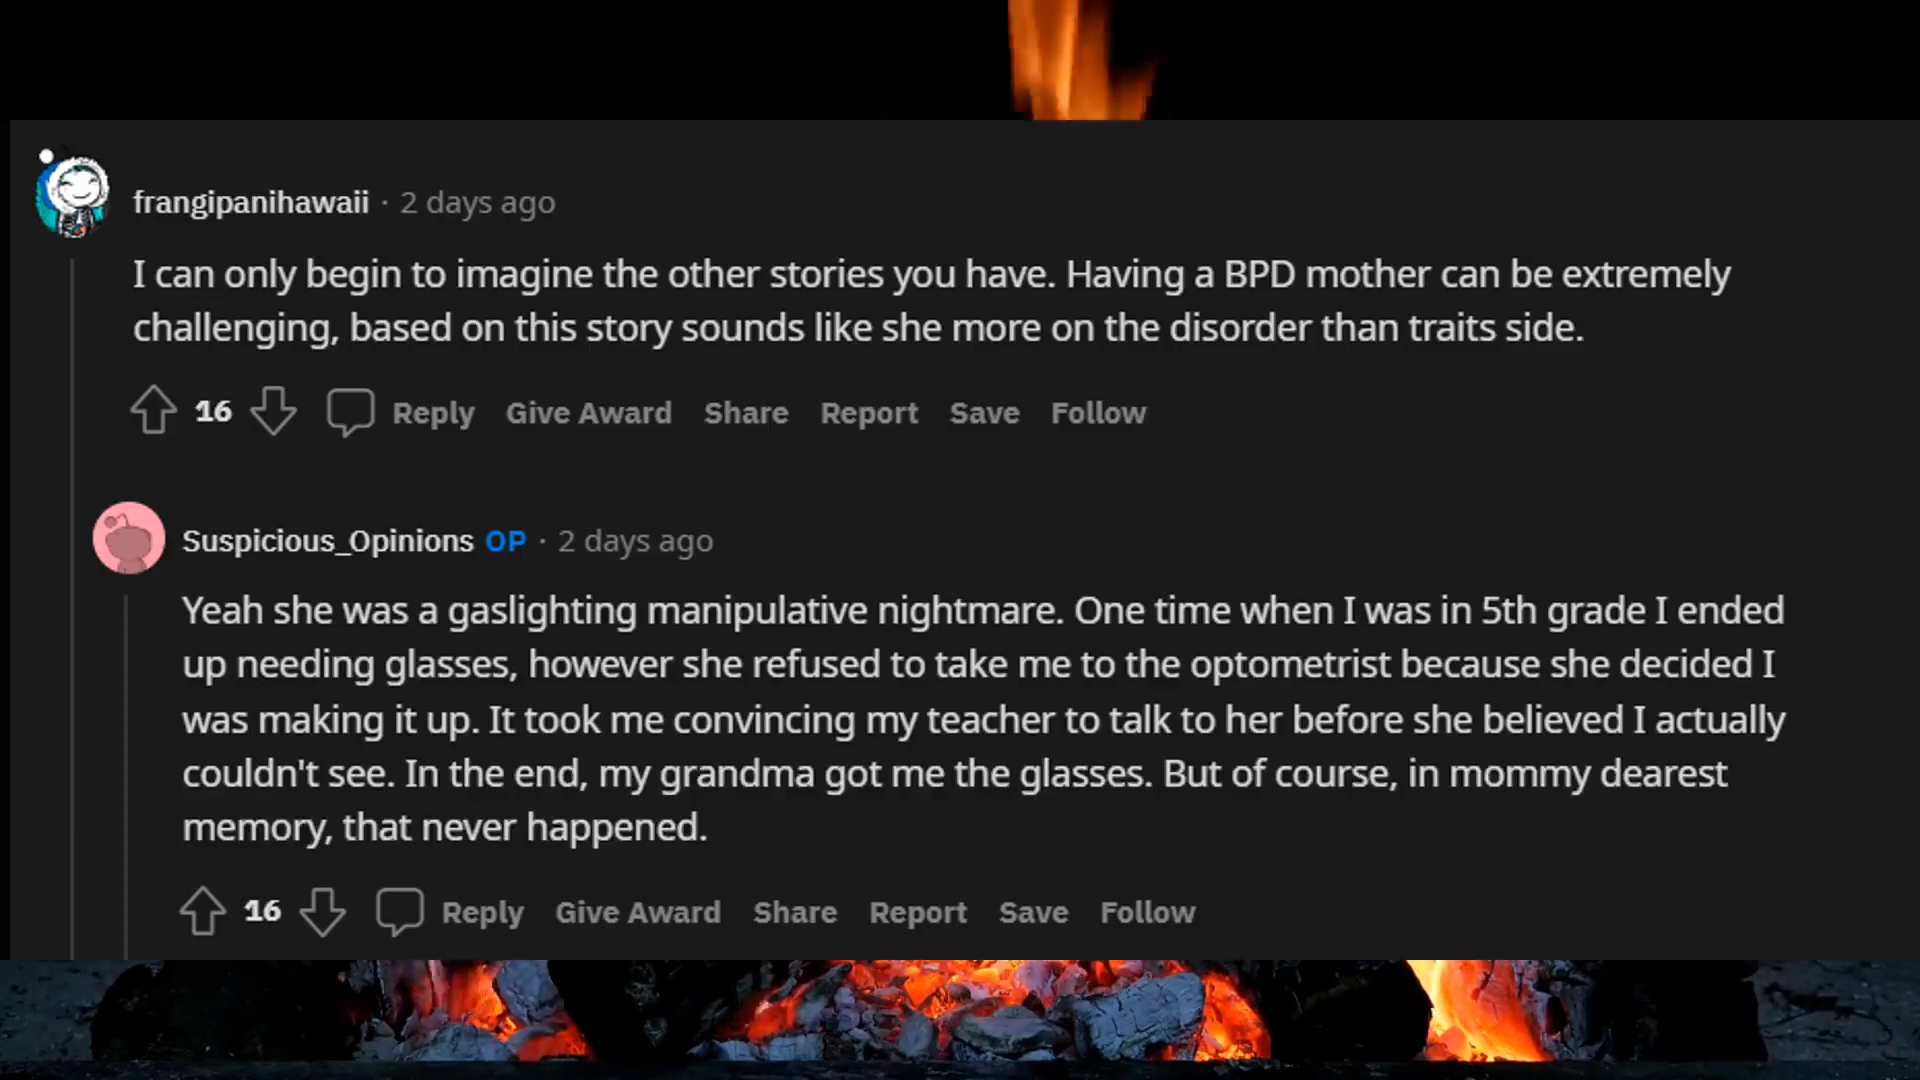 frangipanihawaii · 2 days ago
I can only begin to imagine the other stories you have. Having a BPD mother can be extremely
challenging, based on this story sounds like she more on the disorder than traits side.
16 Reply Give Award Share Report Save Follow
Suspicious_Opinions OP · 2 days ago
Yeah she was a gaslighting manipulative nightmare. One time when I was in 5th grade I ended
up needing glasses, however she refused to take me to the optometrist because she decided I
was making it up. It took me convincing my teacher to talk to her before she believed I actually
couldn't see. In the end, my grandma got me the glasses. But of course, in mommy dearest
memory, that never happened.
16 Reply Give Award Share Report Save Follow